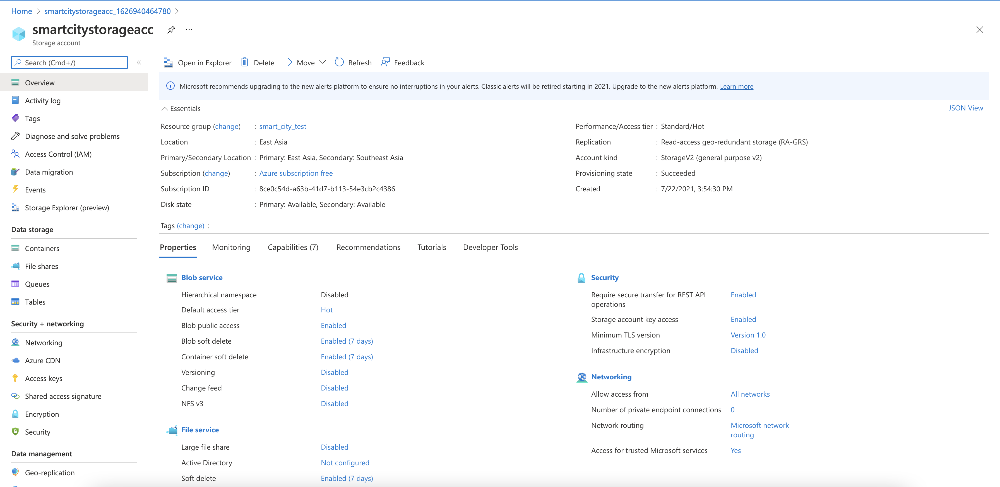 Home > smartcitystorageacc_1626940464780 >
smartcitystorageacc
Storage account
Search (Cmd+/)
«
Overview
Activity log
Tags
Diagnose and solve problems
Access Control (IAM)
Data migration
Events
Storage Explorer (preview)
Data storage
Containers
File shares
Queues
Tables
Security + networking
Networking
Azure CDN
Access keys
Shared access signature
Encryption
Security
Data management
Geo-replication
Open in Explorer Delete Move Refresh Feedback
Microsoft recommends upgrading to the new alerts platform to ensure no interruptions in your alerts. Classic alerts will be retired starting in 2021. Upgrade to the new alerts platform. Learn more
Essentials
JSON View
Resource group (change) : smart_city_test
Location : East Asia
Primary/Secondary Location : Primary: East Asia, Secondary: Southeast Asia
Subscription (change) : Azure subscription free
Subscription ID : 8ce0c54d-a63b-41d7-b113-54e3cb2c4386
Disk state : Primary: Available, Secondary: Available
Performance/Access tier : Standard/Hot
Replication : Read-access geo-redundant storage (RA-GRS)
Account kind : StorageV2 (general purpose v2)
Provisioning state : Succeeded
Created : 7/22/2021, 3:54:30 PM
Tags (change) :
Properties Monitoring Capabilities (7) Recommendations Tutorials Developer Tools
Blob service
Hierarchical namespace Disabled
Default access tier Hot
Blob public access Enabled
Blob soft delete Enabled (7 days)
Container soft delete Enabled (7 days)
Versioning Disabled
Change feed Disabled
NFS v3 Disabled
File service
Large file share Disabled
Active Directory Not configured
Soft delete Enabled (7 days)
Security
Require secure transfer for REST API Enabled
operations
Storage account key access Enabled
Minimum TLS version Version 1.0
Infrastructure encryption Disabled
Networking
Allow access from All networks
Number of private endpoint connections 0
Network routing Microsoft network
routing
Access for trusted Microsoft services Yes